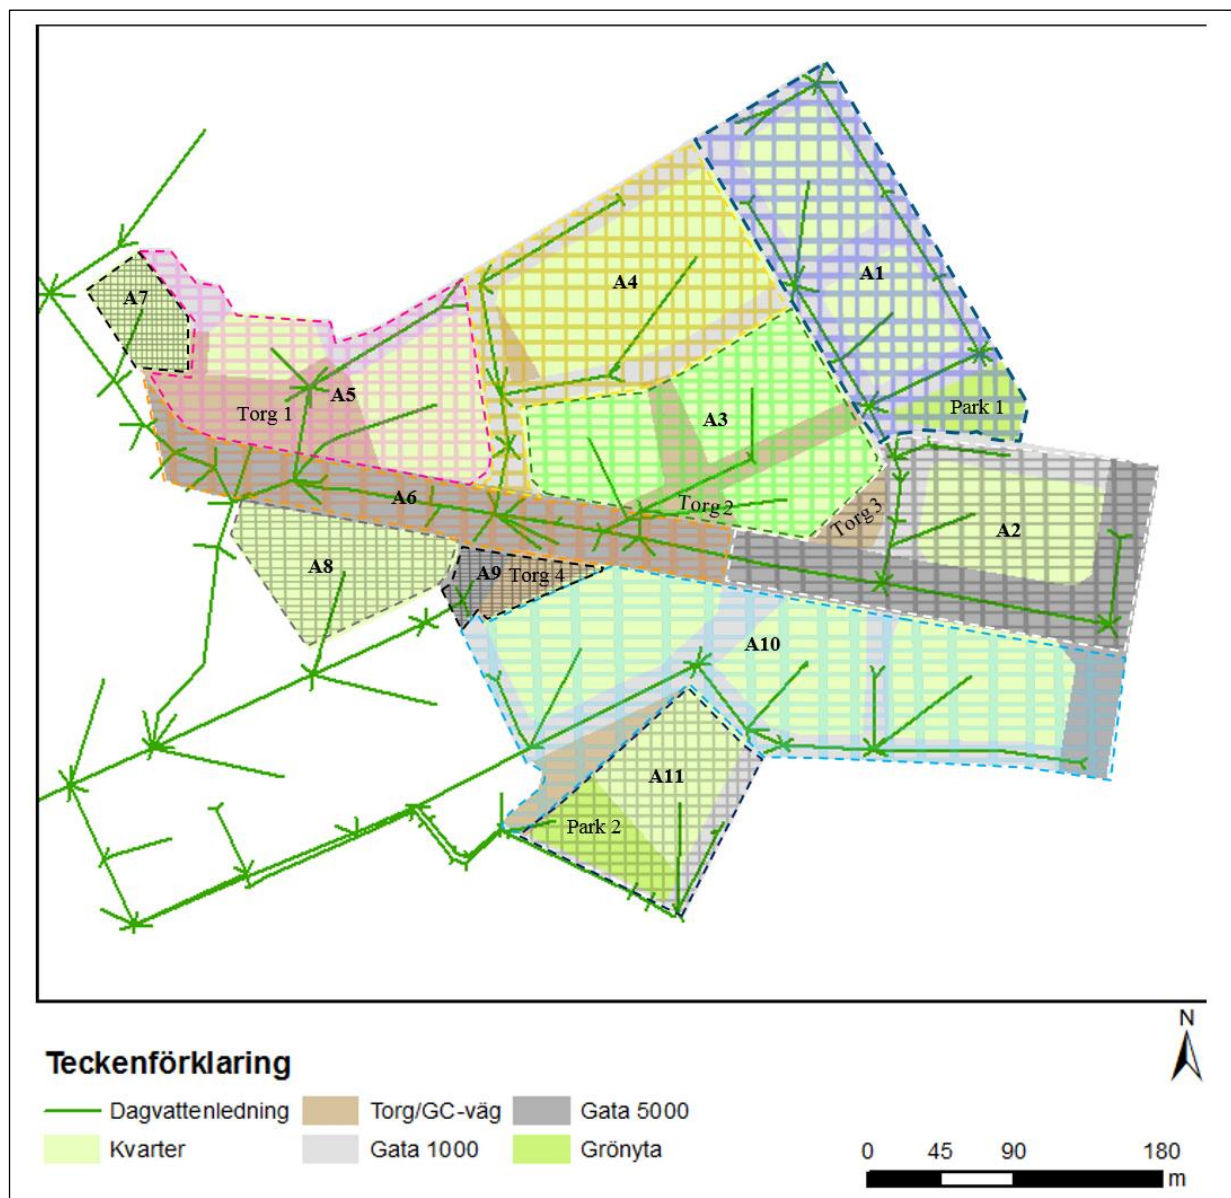 A7
A4
A1
A5
Torg 1
A3
Park 1
A6
Torg 2
Torg 3
A2
A8
A9
Torg 4
A10
A11
Park 2
N
Teckenförklaring
Dagvattenledning
Torg/GC-väg
Gata 5000
Kvarter
Gata 1000
Grönyta
0 45 90 180
m